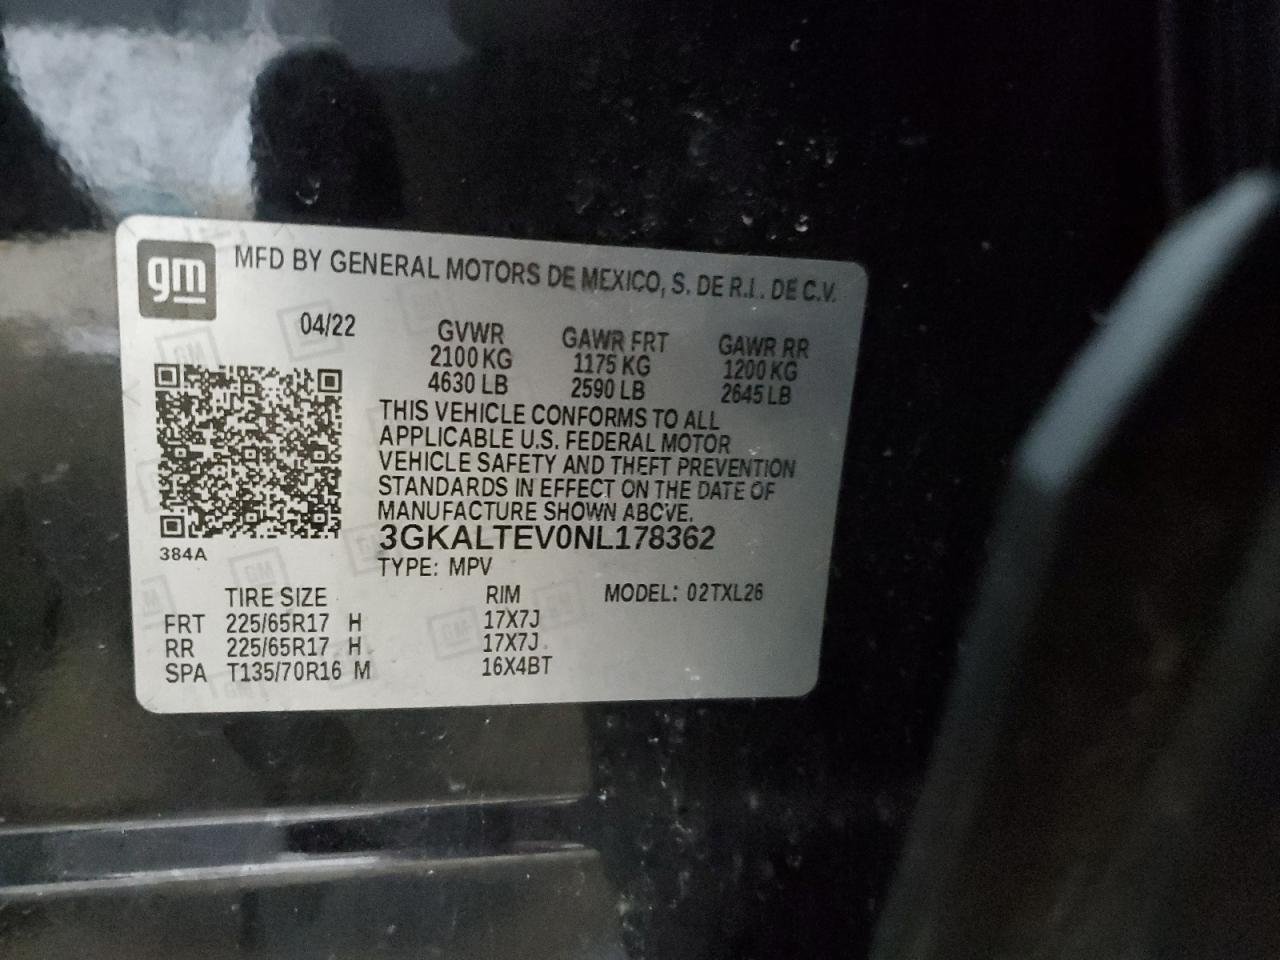 gm
MFD BY GENERAL MOTORS DE MEXICO, S. DE R.L. DE C.V.
04/22
GVWR GAWR FRT GAWR RR
2100 KG 1175 KG 1200 KG
4630 LB 2590 LB 2645 LB
THIS VEHICLE CONFORMS TO ALL
APPLICABLE U.S. FEDERAL MOTOR
VEHICLE SAFETY AND THEFT PREVENTION
STANDARDS IN EFFECT ON THE DATE OF
MANUFACTURE SHOWN ABOVE.
3GKALTEV0NL178362
384A
TYPE: MPV
TIRE SIZE RIM MODEL: 02TXL26
FRT 225/65R17 H 17X7J
RR 225/65R17 H 17X7J
SPA T135/70R16 M 16X4BT